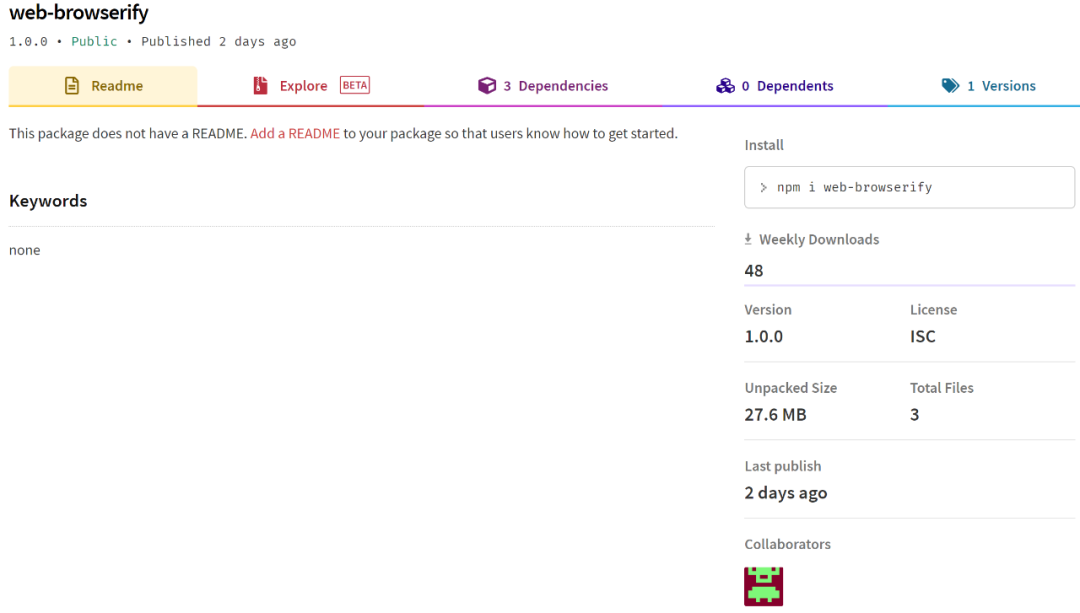 web-browserify
1.0.0 • Public • Published 2 days ago
Readme
Explore BETA
3 Dependencies
0 Dependents
1 Versions
This package does not have a README. Add a README to your package so that users know how to get started.
Keywords
none
Install
> npm i web-browserify
Weekly Downloads
48
Version
License
1.0.0
ISC
Unpacked Size
Total Files
27.6 MB
3
Last publish
2 days ago
Collaborators